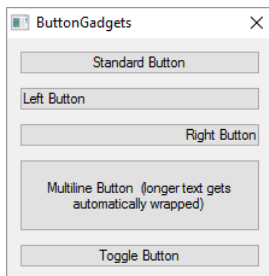 ButtonGadgets
Standard Button
Left Button
Right Button
Multiline Button  (longer text gets
automatically wrapped)
Toggle Button